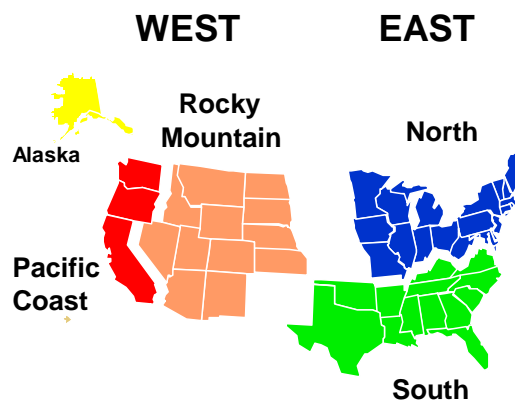 WEST
EAST
Rocky
Mountain
North
Alaska
Pacific
Coast
South